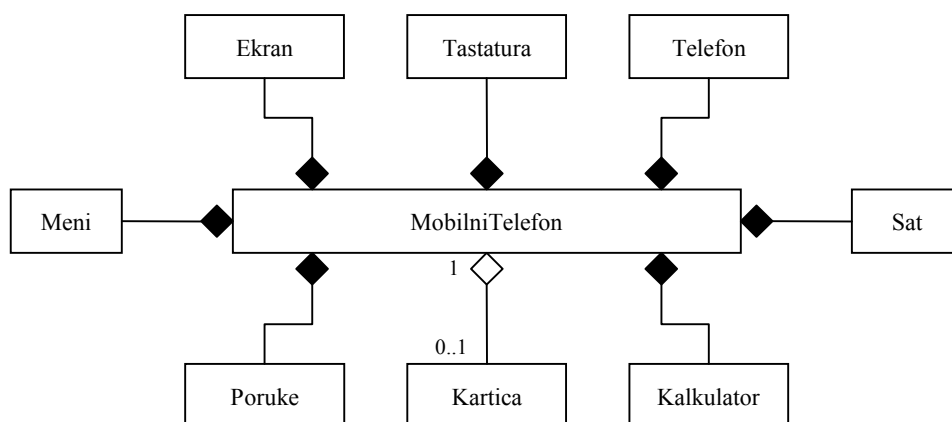 Ekran
Tastatura
Telefon
Meni
MobilniTelefon
Sat
1
0..1
Poruke
Kartica
Kalkulator